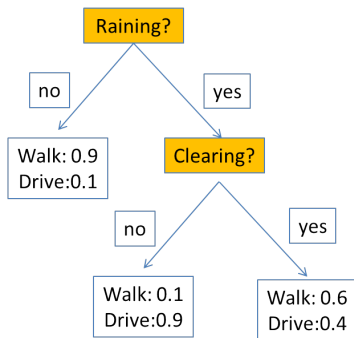 Raining?
no
yes
Walk: 0.9
Drive:0.1
Clearing?
no
yes
Walk: 0.1
Drive:0.9
Walk: 0.6
Drive:0.4